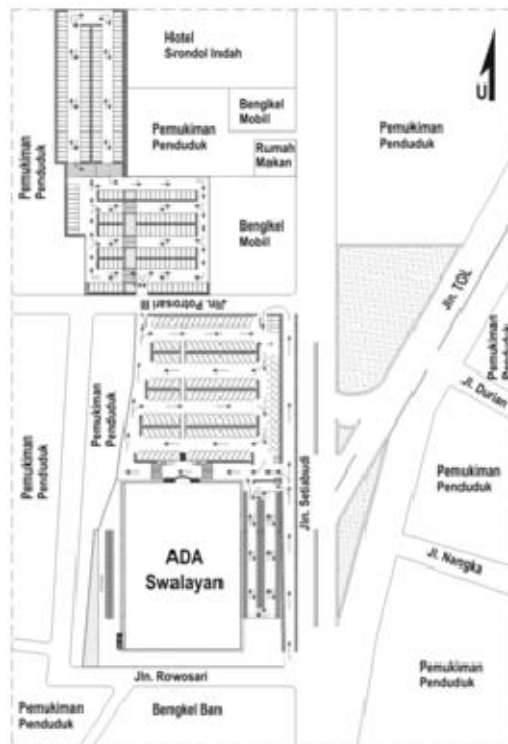 Hotel
Srondol Indah
Bengkel
Mobil
Pemukiman
Penduduk
Rumah
Makan
Pemukiman
Penduduk
Bengkel
Mobil
U
Pemukiman
Penduduk
Jln. TOL
Jln. Potrosari III
Pemukiman
Penduduk
Jl. Durian
Pemukiman
Penduduk
Pemukiman
Penduduk
Jln. Setiabudi
Pemukiman
Penduduk
ADA
Swalayan
Jl. Nangka
Jln. Rowosari
Pemukiman
Penduduk
Bengkel Ban
Pemukiman
Penduduk